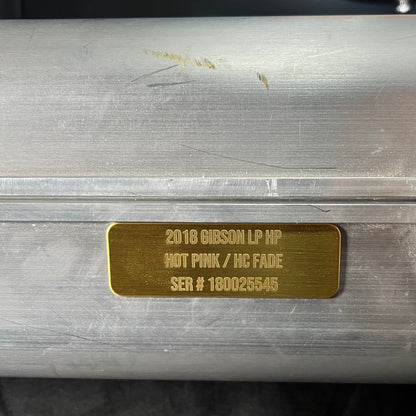 2018 GIBSON LP HP
HOT PINK / HC FADE
SER # 180025545